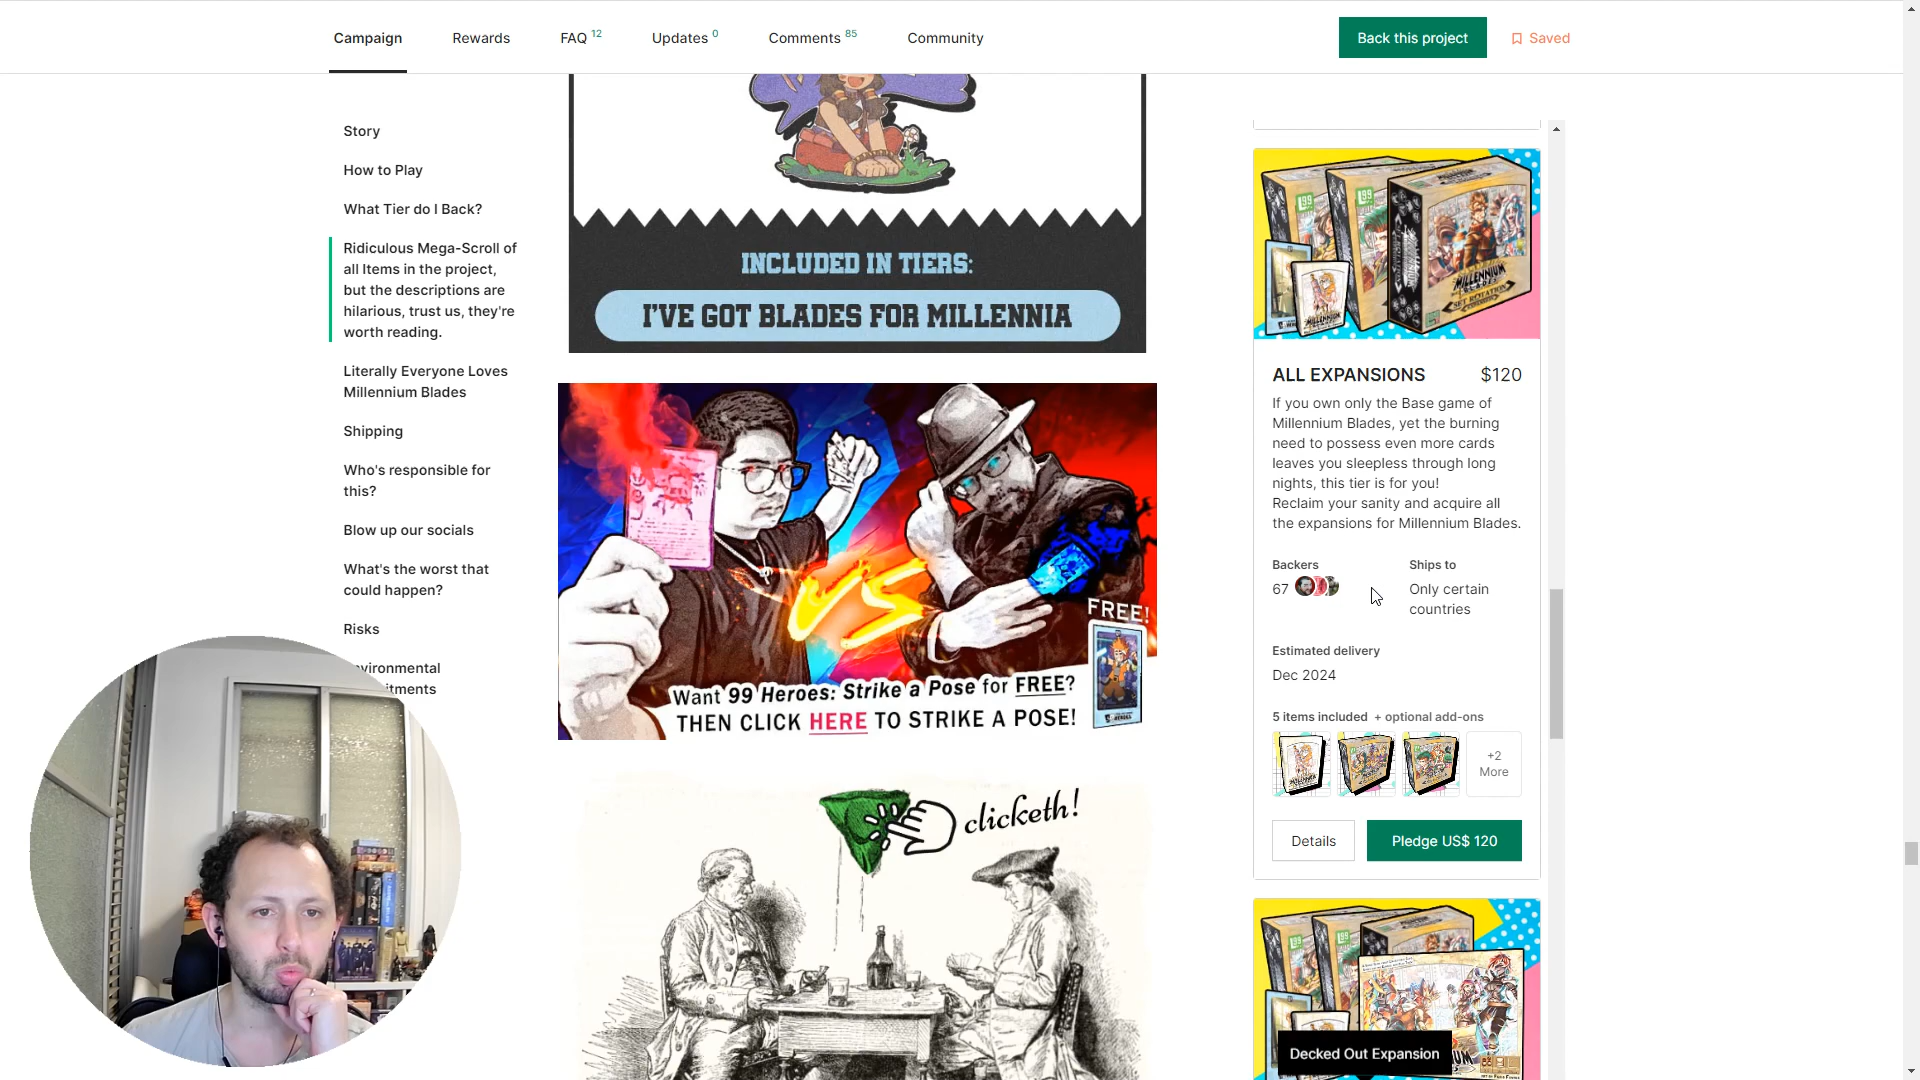 Campaign
Rewards
FAQ 12
Updates 0
Comments 85
Community
Back this project
Saved
Story
How to Play
What Tier do I Back?
Ridiculous Mega-Scroll of
all Items in the project,
but the descriptions are
hilarious, trust us, they're
worth reading.
Literally Everyone Loves
Millennium Blades
Shipping
Who's responsible for
this?
Blow up our socials
What's the worst that
could happen?
Risks
INCLUDED IN TIERS:
I'VE GOT BLADES FOR MILLENNIA
VS
FREE!
Want 99 Heroes: Strike a Pose for FREE?
THEN CLICK HERE TO STRIKE A POSE!
clicketh!
L99
L99
MILLENNIUM
BLADES
SET ROTATION
ALL EXPANSIONS
$120
If you own only the Base game of
Millennium Blades, yet the burning
need to possess even more cards
leaves you sleepless through long
nights, this tier is for you!
Reclaim your sanity and acquire all
the expansions for Millennium Blades.
Backers
67
Ships to
Only certain
countries
Estimated delivery
Dec 2024
5 items included + optional add-ons
+2
More
Details
Pledge US$ 120
Decked Out Expansion